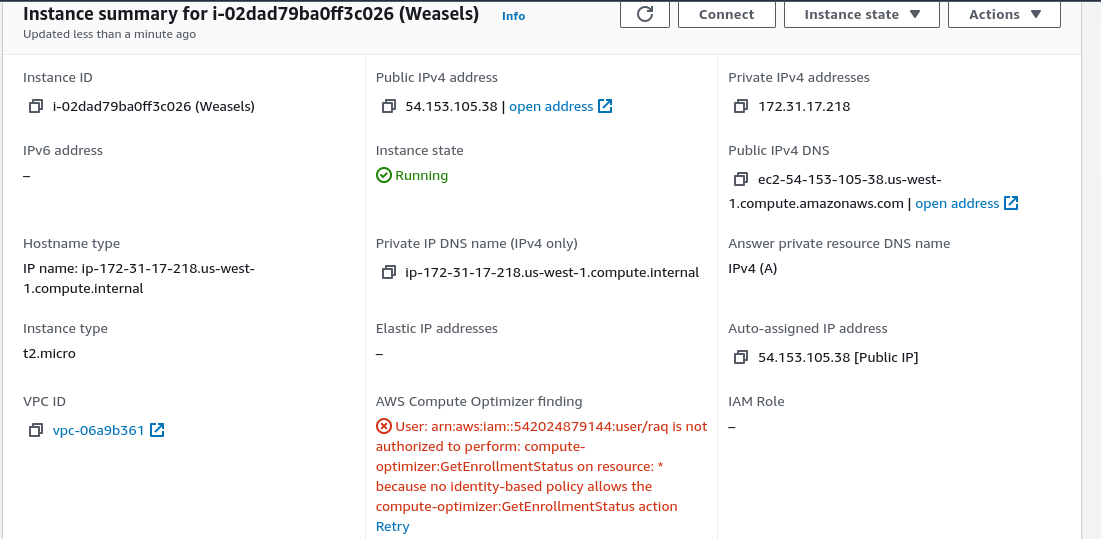 Instance summary for i-02dad79ba0ff3c026 (Weasels) Info
Connect
Instance state
Actions
Updated less than a minute ago
Instance ID
i-02dad79ba0ff3c026 (Weasels)
Public IPv4 address
54.153.105.38 | open address
Private IPv4 addresses
172.31.17.218
IPv6 address
–
Instance state
Running
Public IPv4 DNS
ec2-54-153-105-38.us-west-
1.compute.amazonaws.com | open address
Hostname type
IP name: ip-172-31-17-218.us-west-
1.compute.internal
Private IP DNS name (IPv4 only)
ip-172-31-17-218.us-west-1.compute.internal
Answer private resource DNS name
IPv4 (A)
Instance type
t2.micro
Elastic IP addresses
–
Auto-assigned IP address
54.153.105.38 [Public IP]
VPC ID
vpc-06a9b361
AWS Compute Optimizer finding
User: arn:aws:iam::542024879144:user/raq is not
authorized to perform: compute-
optimizer:GetEnrollmentStatus on resource: *
because no identity-based policy allows the
compute-optimizer:GetEnrollmentStatus action
Retry
IAM Role
–